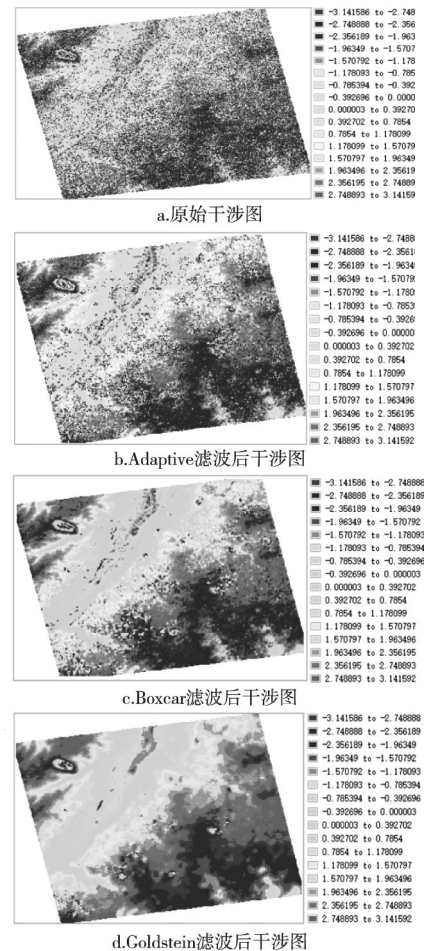 -3.141586 to -2.748
-2.748888 to -2.356
-2.356189 to -1.963
-1.96349 to -1.5707
-1.570792 to -1.178
-1.178093 to -0.785
-0.785394 to -0.392
-0.392696 to 0.0000
0.000003 to 0.39270
0.392702 to 0.7854
0.7854 to 1.178099
1.178099 to 1.57079
1.570797 to 1.96349
1.963496 to 2.35619
2.356195 to 2.74889
2.748893 to 3.14159
a.原始干涉图
-3.141586 to -2.748
-2.748888 to -2.356
-2.356189 to -1.9634
-1.96349 to -1.57079
-1.570792 to -1.1780
-1.178093 to -0.7853
-0.785394 to -0.3926
-0.392696 to 0.00000
0.000003 to 0.392702
0.392702 to 0.7854
0.7854 to 1.178099
1.178099 to 1.570797
1.570797 to 1.963496
1.963496 to 2.356195
2.356195 to 2.748893
2.748893 to 3.141592
b.Adaptive滤波后干涉图
-3.141586 to -2.748888
-2.748888 to -2.356189
-2.356189 to -1.96349
-1.96349 to -1.570792
-1.570792 to -1.178093
-1.178093 to -0.785394
-0.785394 to -0.392696
-0.392696 to 0.000003
0.000003 to 0.392702
0.392702 to 0.7854
0.7854 to 1.178099
1.178099 to 1.570797
1.570797 to 1.963496
1.963496 to 2.356195
2.356195 to 2.748893
2.748893 to 3.141592
c.Boxcar滤波后干涉图
-3.141586 to -2.748888
-2.748888 to -2.356189
-2.356189 to -1.96349
-1.96349 to -1.570792
-1.570792 to -1.178093
-1.178093 to -0.785394
-0.785394 to -0.392696
-0.392696 to 0.000003
0.000003 to 0.392702
0.392702 to 0.7854
0.7854 to 1.178099
1.178099 to 1.570797
1.570797 to 1.963496
1.963496 to 2.356195
2.356195 to 2.748893
2.748893 to 3.141592
d.Goldstein滤波后干涉图